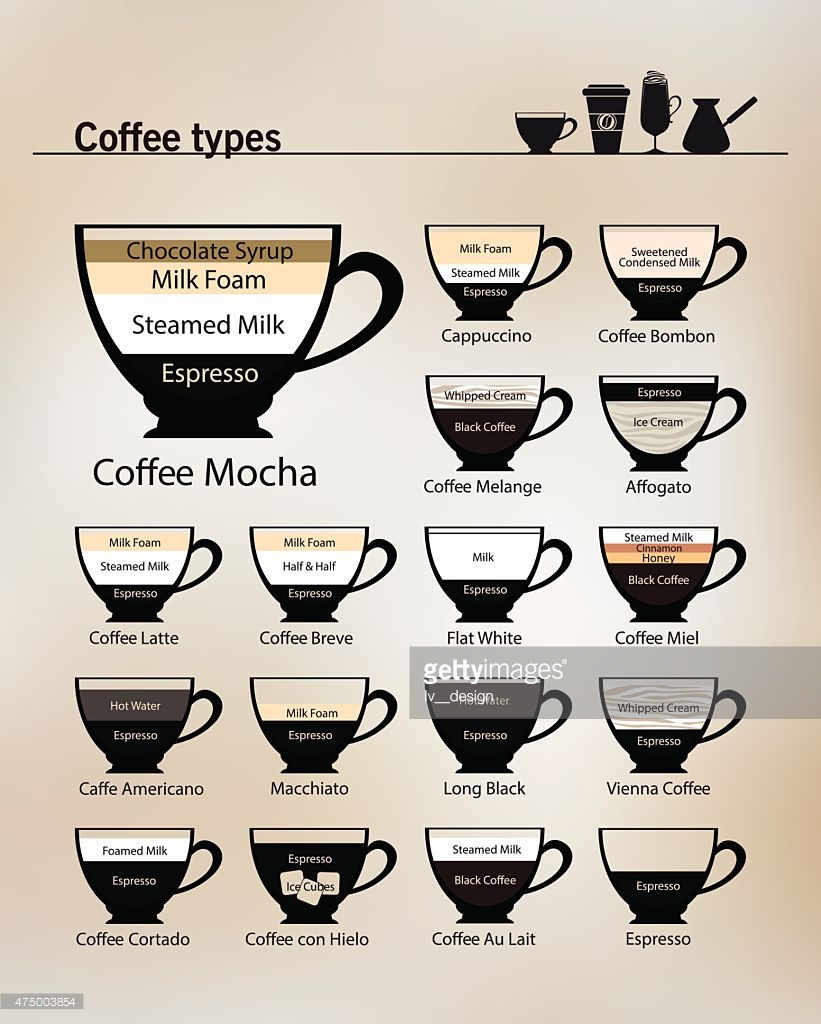 Coffee types
Chocolate Syrup
Milk Foam
Steamed Milk
Espresso
Coffee Mocha
Milk Foam
Steamed Milk
Espresso
Cappuccino
Sweetened
Condensed Milk
Espresso
Coffee Bombon
Whipped Cream
Black Coffee
Coffee Melange
Espresso
Ice Cream
Affogato
Milk Foam
Steamed Milk
Espresso
Coffee Latte
Milk Foam
Half & Half
Espresso
Coffee Breve
Milk
Espresso
Flat White
Steamed Milk
Cinnamon
Honey
Black Coffee
Coffee Miel
gettyimages®
iv__design
Hot Water
Espresso
Caffe Americano
Milk Foam
Espresso
Macchiato
Hot Water
Espresso
Long Black
Whipped Cream
Espresso
Vienna Coffee
Foamed Milk
Espresso
Coffee Cortado
Espresso
Ice Cubes
Coffee con Hielo
Steamed Milk
Black Coffee
Coffee Au Lait
Espresso
Espresso
475003854